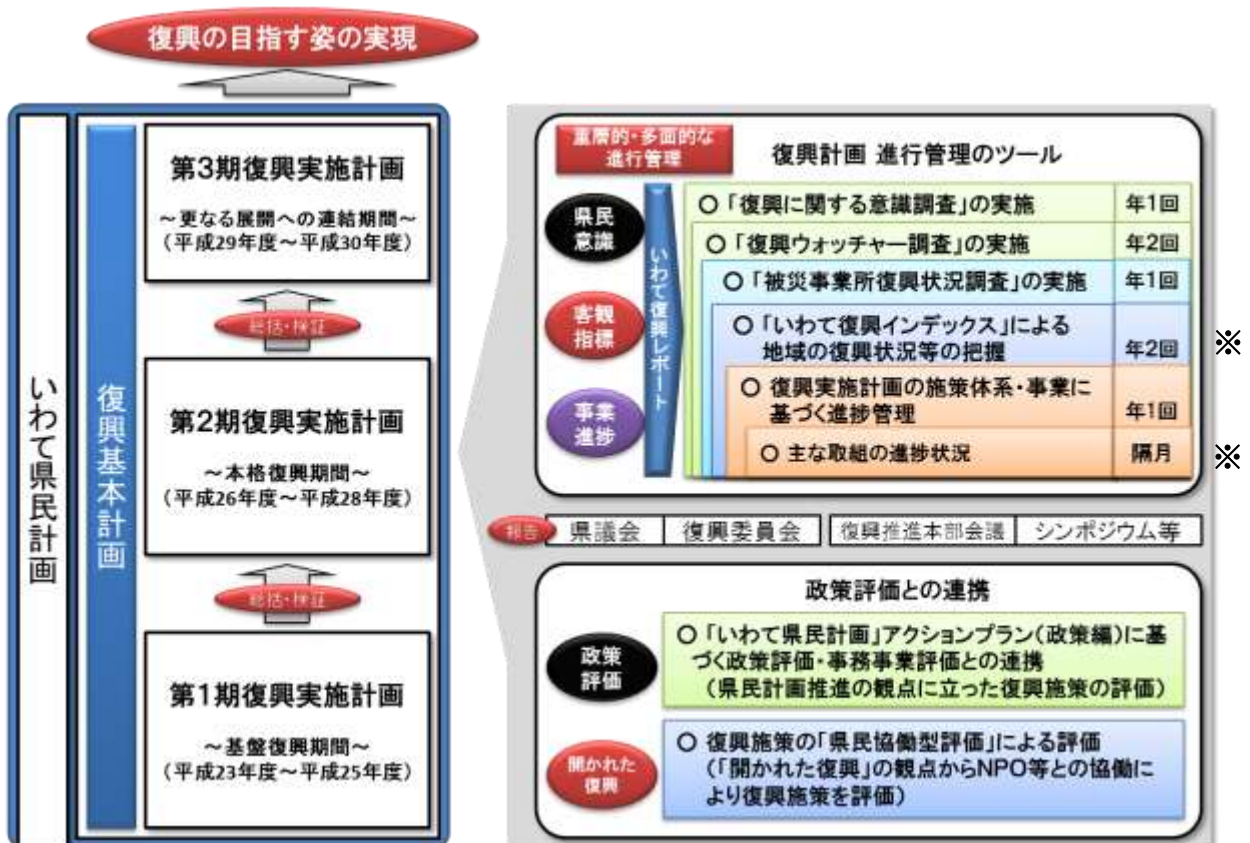 復興の目指す姿の実現
いわて県民計画
復興基本計画
第3期復興実施計画
~更なる展開への連結期間~
(平成29年度~平成30年度)
総括・検証
第2期復興実施計画
~本格復興期間~
(平成26年度~平成28年度)
総括・検証
第1期復興実施計画
~基盤復興期間~
(平成23年度~平成25年度)
重層的・多面的な
進行管理
復興計画 進行管理のツール
県民
意識
客観
指標
事業
進捗
いわて復興レポート
○「復興に関する意識調査」の実施 年1回
○「復興ウォッチャー調査」の実施 年2回
○「被災事業所復興状況調査」の実施 年1回
○「いわて復興インデックス」による
地域の復興状況等の把握 年2回 ※
○ 復興実施計画の施策体系・事業に
基づく進捗管理 年1回
○ 主な取組の進捗状況 隔月 ※
報告 県議会 復興委員会 復興推進本部会議 シンポジウム等
政策評価との連携
政策
評価
○「いわて県民計画」アクションプラン(政策編)に基
づく政策評価・事務事業評価との連携
(県民計画推進の観点に立った復興施策の評価)
開かれた
復興
○ 復興施策の「県民協働型評価」による評価
(「開かれた復興」の観点からNPO等との協働に
より復興施策を評価)